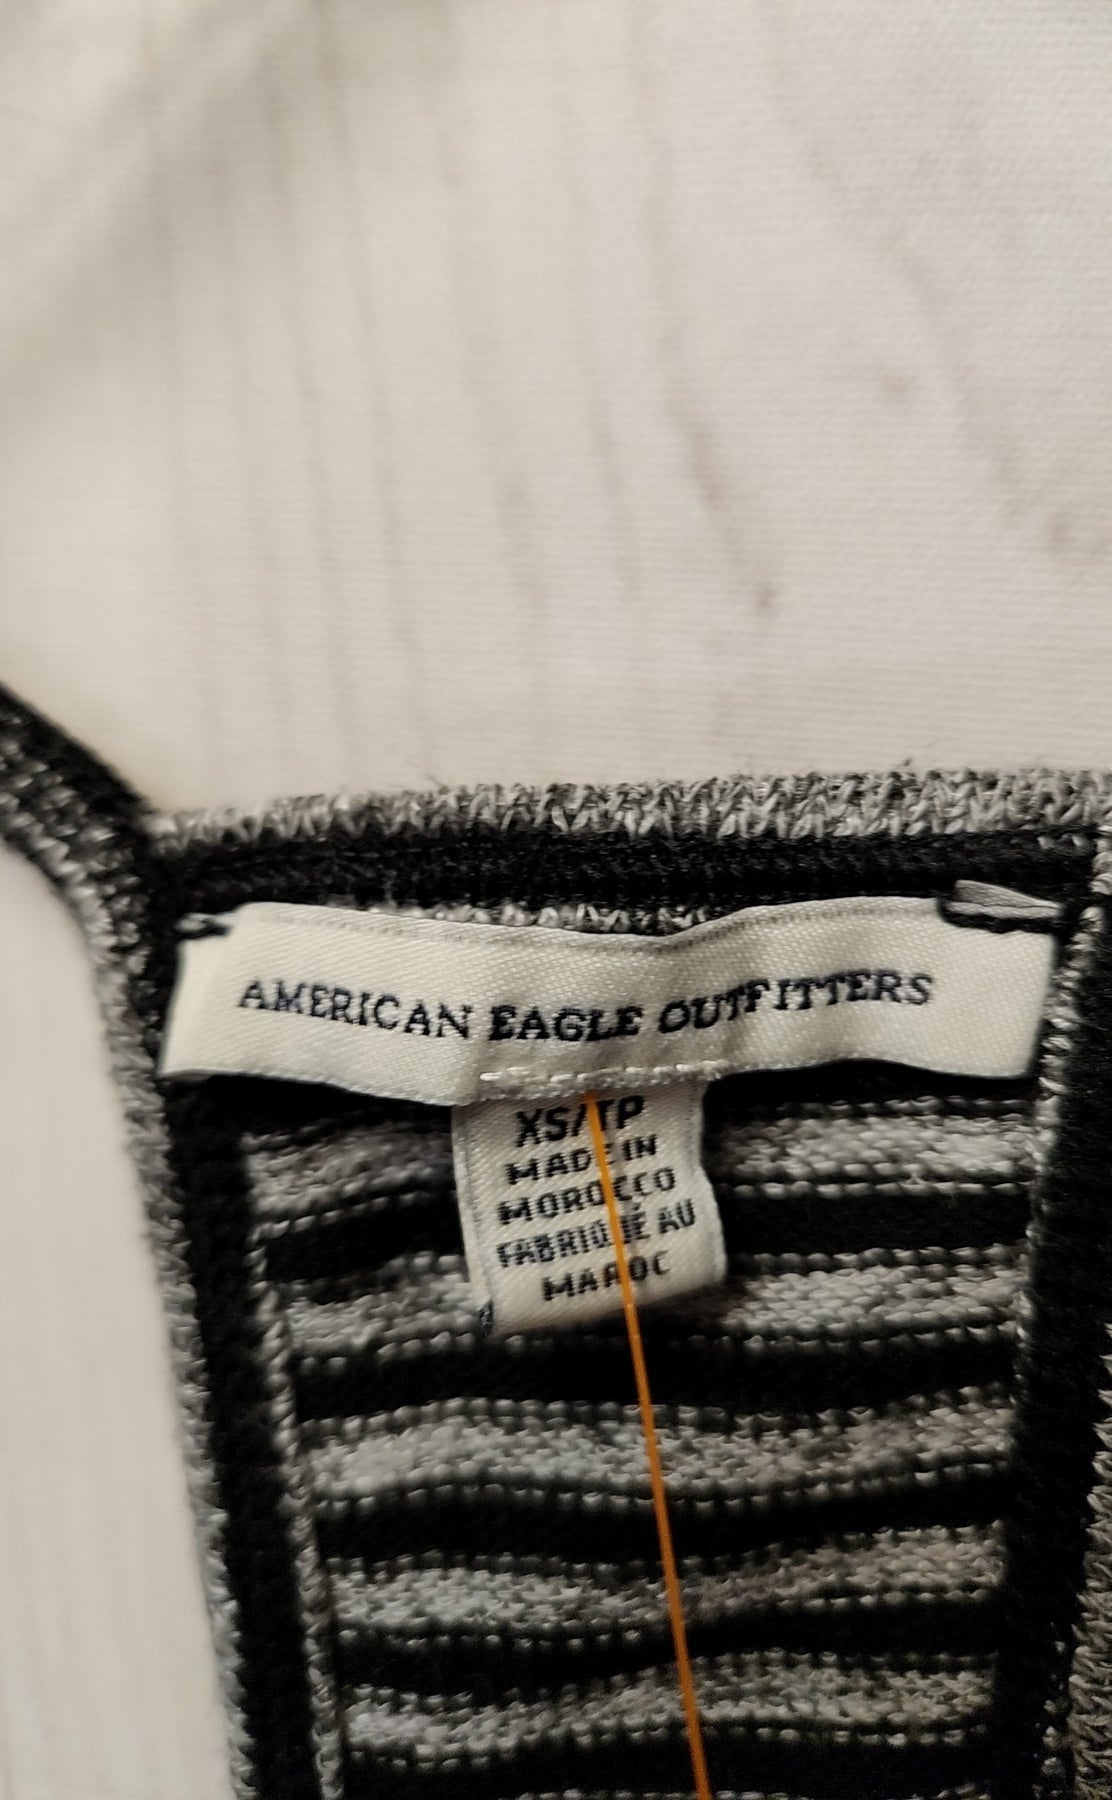 AMERICAN EAGLE OUTFITTERS
XS/TP
MADE IN
MOROCCO
FABRIQUÉ AU
MAROC